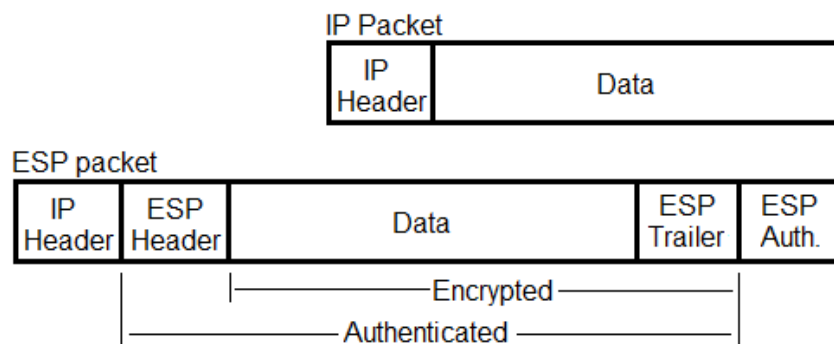 IP Packet
IP Header
Data
ESP packet
IP Header
ESP Header
Data
ESP Trailer
ESP Auth.
Encrypted
Authenticated